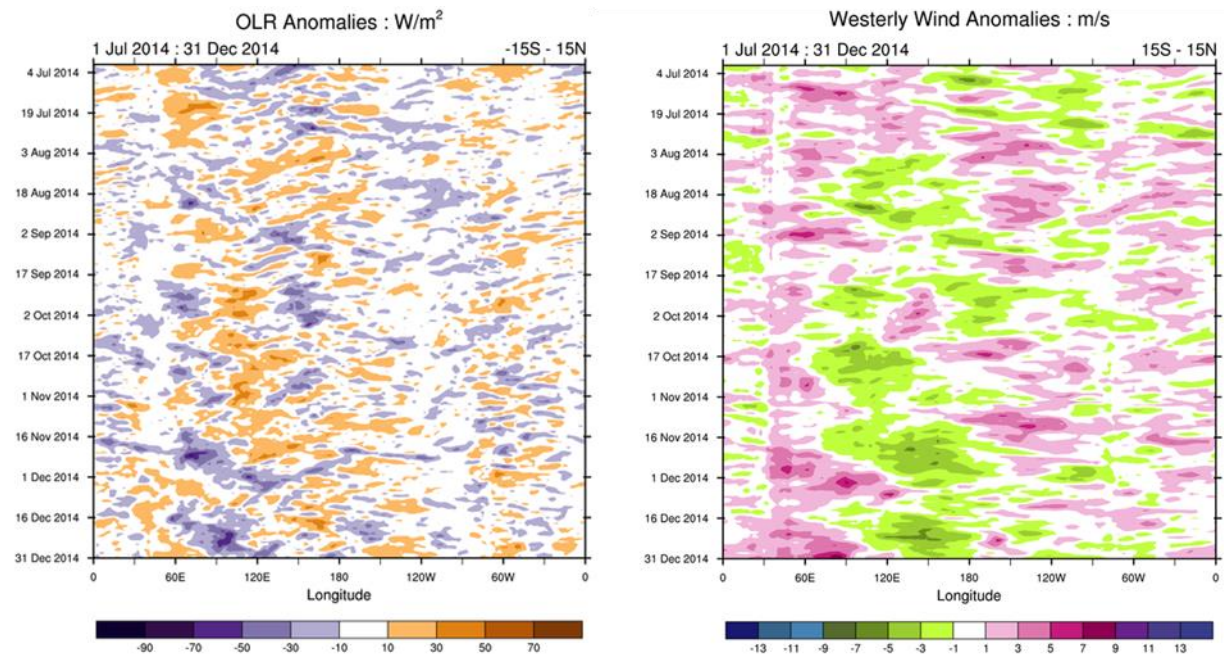 OLR Anomalies : W/m²
1 Jul 2014 : 31 Dec 2014 -15S - 15N
4 Jul 2014
19 Jul 2014
3 Aug 2014
18 Aug 2014
2 Sep 2014
17 Sep 2014
2 Oct 2014
17 Oct 2014
1 Nov 2014
16 Nov 2014
1 Dec 2014
16 Dec 2014
31 Dec 2014
0 60E 120E 180 120W 60W 0
Longitude
-90 -70 -50 -30 -10 10 30 50 70
Westerly Wind Anomalies : m/s
1 Jul 2014 : 31 Dec 2014 15S - 15N
4 Jul 2014
19 Jul 2014
3 Aug 2014
18 Aug 2014
2 Sep 2014
17 Sep 2014
2 Oct 2014
17 Oct 2014
1 Nov 2014
16 Nov 2014
1 Dec 2014
16 Dec 2014
31 Dec 2014
0 60E 120E 180 120W 60W 0
Longitude
-13 -11 -9 -7 -5 -3 -1 1 3 5 7 9 11 13